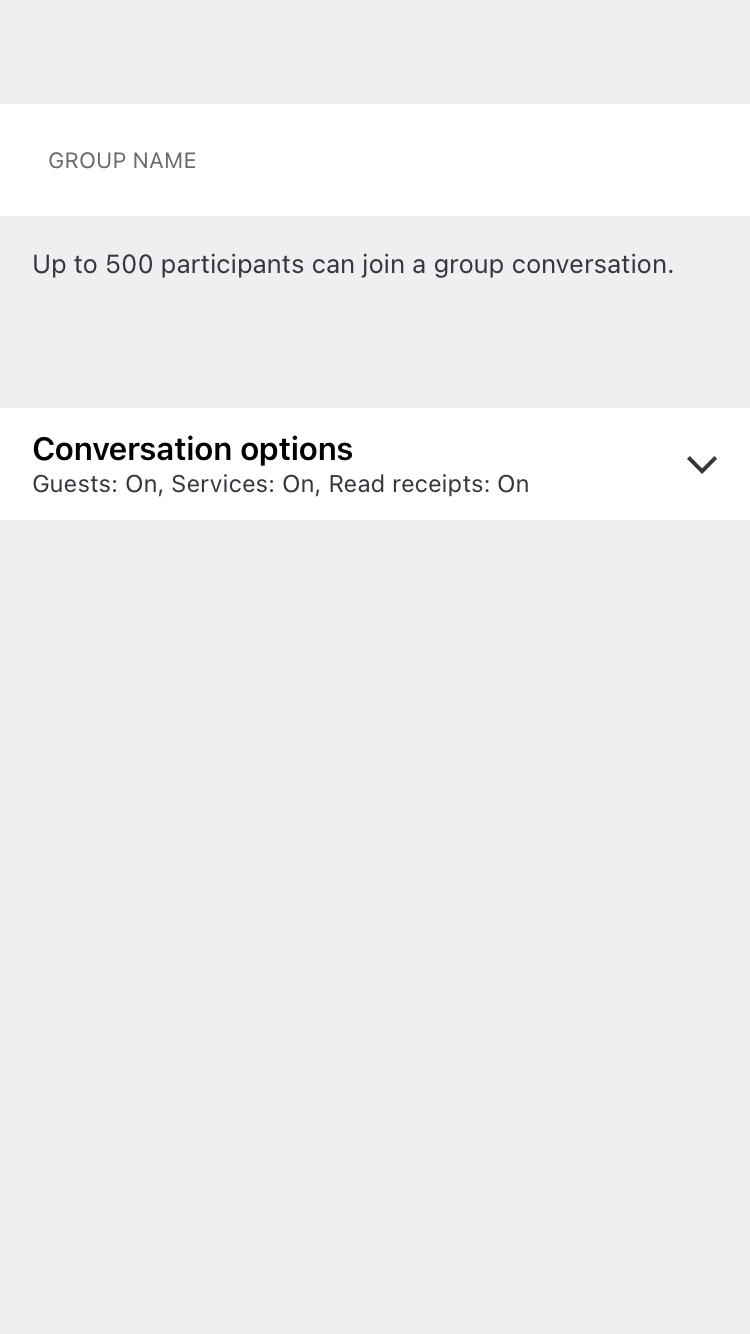 GROUP NAME
Up to 500 participants can join a group conversation.
Conversation options
Guests: On, Services: On, Read receipts: On